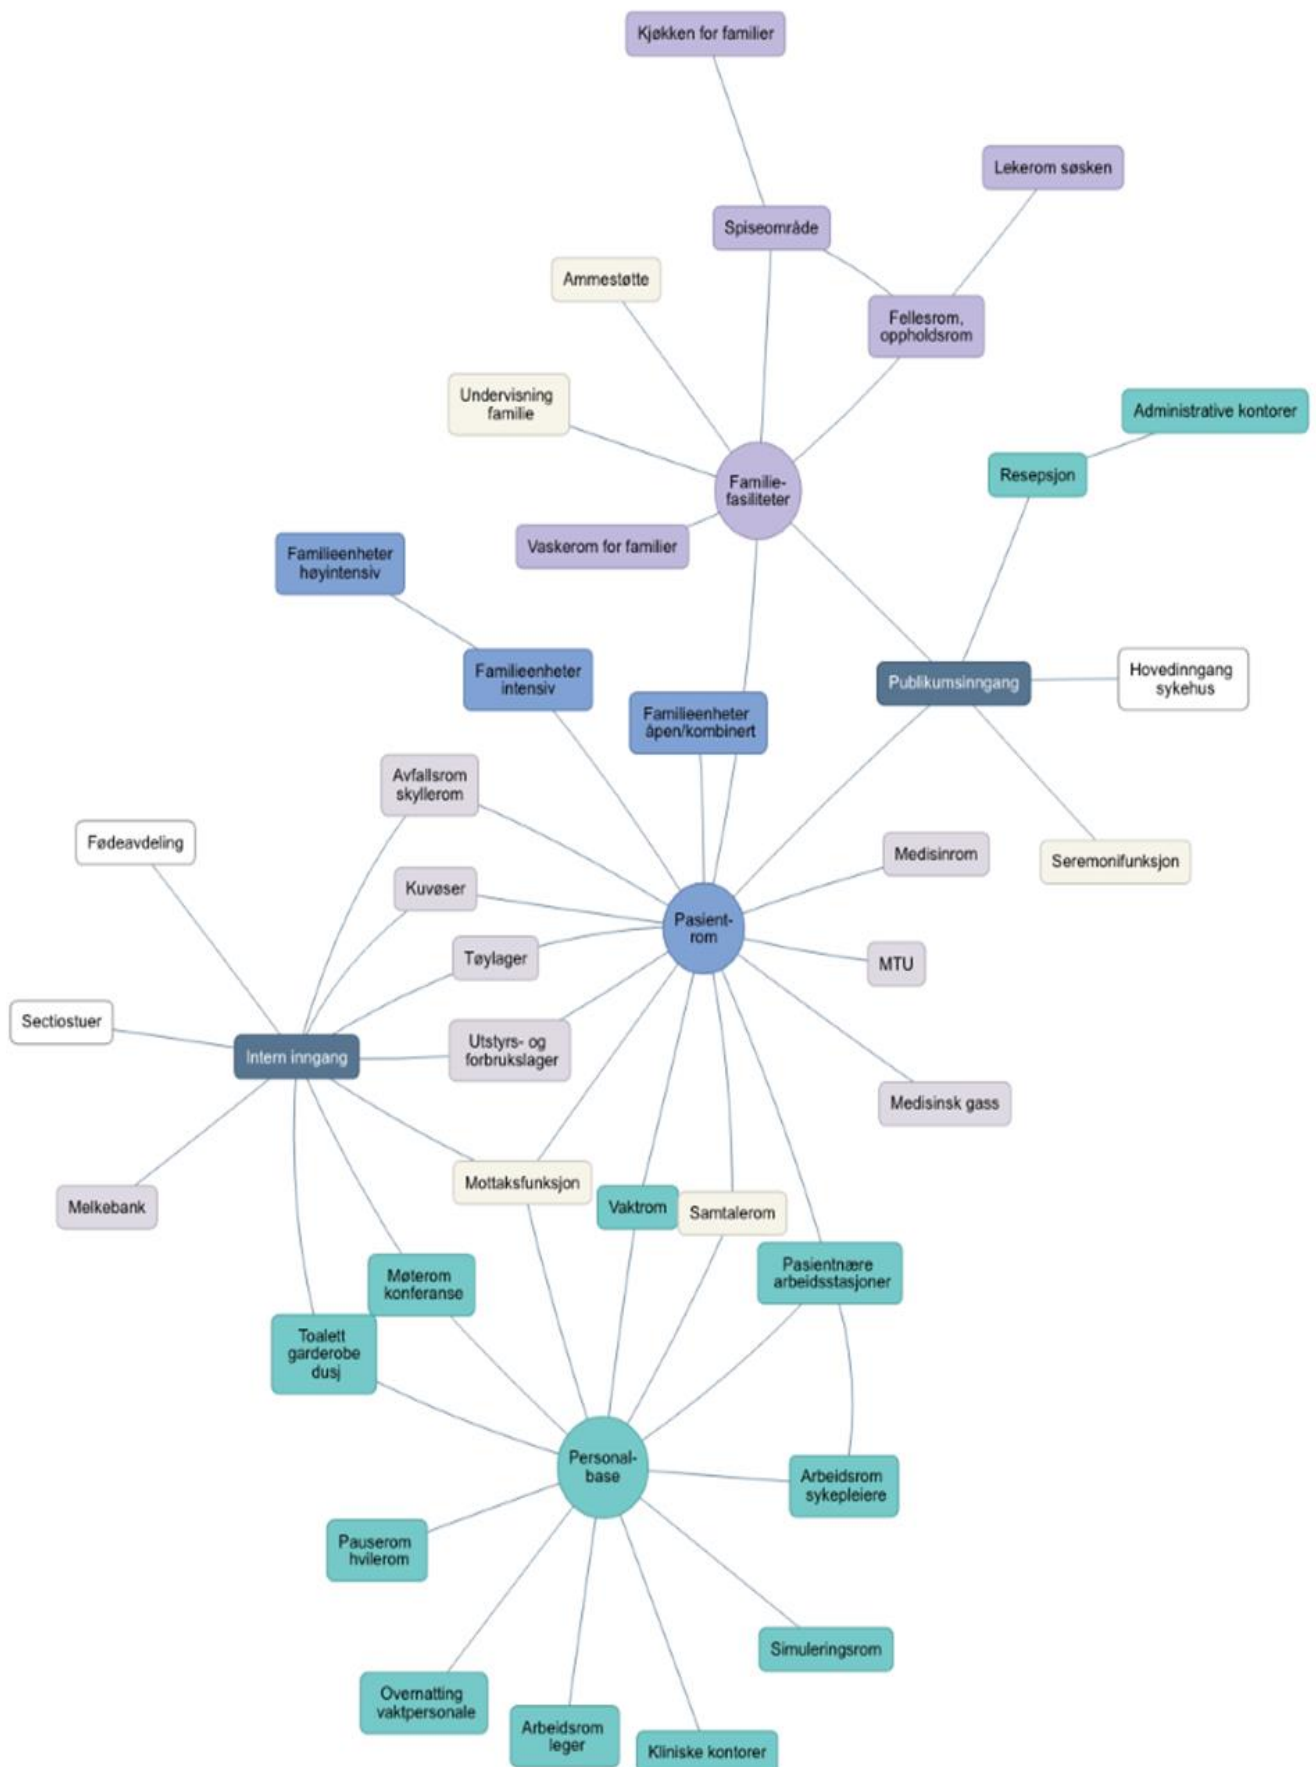 Kjøkken for familier
Lekerom søsken
Spiseområde
Ammestøtte
Fellesrom,
oppholdsrom
Undervisning
familie
Administrative kontorer
Resepsjon
Familie-
fasiliteter
Vaskerom for familier
Familieenheter
høyintensiv
Familieenheter
intensiv
Publikumsinngang
Hovedinngang
sykehus
Familieenheter
åpen/kombinert
Avfallsrom
skyllerom
Fødeavdeling
Medisinrom
Seremonifunksjon
Kuvøser
Pasient-
rom
Tøylager
MTU
Sectiostuer
Intern inngang
Utstyrs- og
forbrukslager
Medisinsk gass
Mottaksfunksjon
Melkebank
Vaktrom
Samtalerom
Møterom
konferanse
Pasientnære
arbeidsstasjoner
Toalett
garderobe
dusj
Personal-
base
Arbeidsrom
sykepleiere
Pauserom
hvilerom
Simuleringsrom
Overnatting
vaktpersonale
Arbeidsrom
leger
Kliniske kontorer